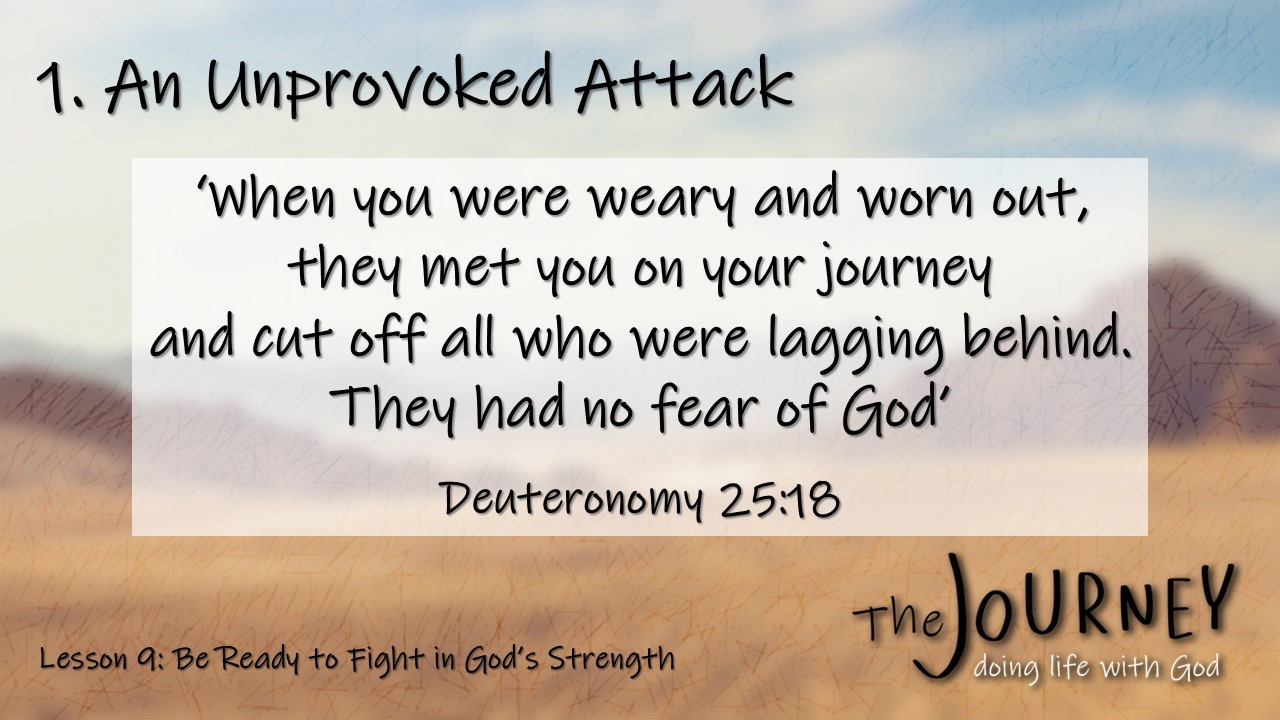 1. An Unprovoked Attack
‘When you were weary and worn out,
they met you on your journey
and cut off all who were lagging behind.
They had no fear of God’
Deuteronomy 25:18
The JOURNEY
doing life with God
Lesson 9: Be Ready to Fight in God’s Strength